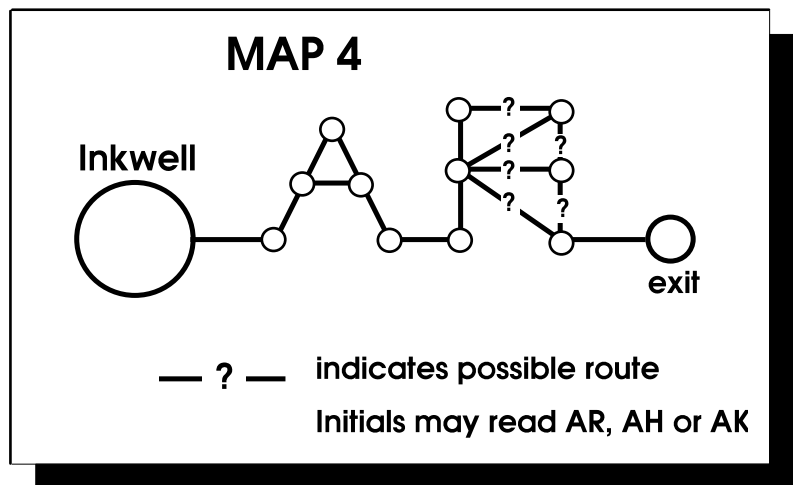 MAP 4
Inkwell
?
?
?
?
?
?
exit
? indicates possible route
Initials may read AR, AH or AK